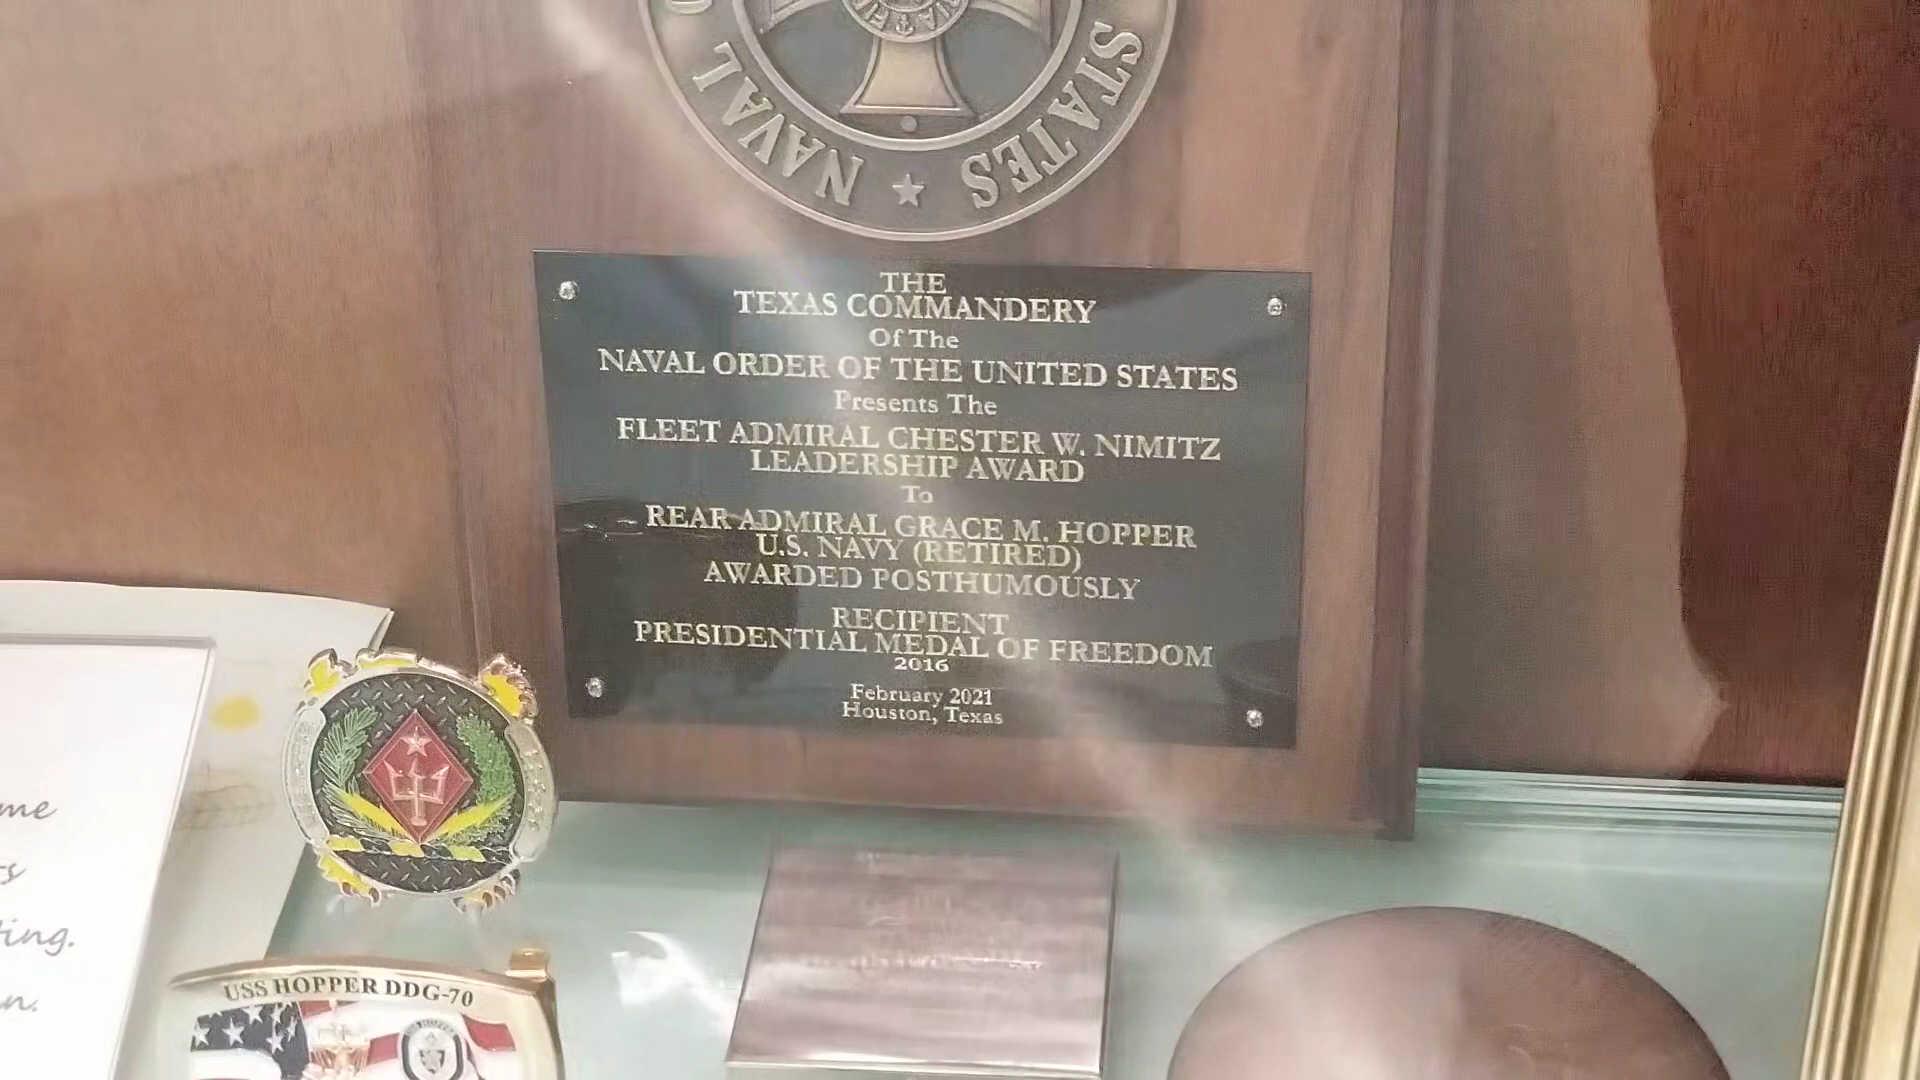 NAVAL
STATES
THE
TEXAS COMMANDERY
Of The
NAVAL ORDER OF THE UNITED STATES
Presents The
FLEET ADMIRAL CHESTER W. NIMITZ
LEADERSHIP AWARD
To
REAR ADMIRAL GRACE M. HOPPER
U.S. NAVY (RETIRED)
AWARDED POSTHUMOUSLY
RECIPIENT
PRESIDENTIAL MEDAL OF FREEDOM
2016
February 2021
Houston, Texas
USS HOPPER DDG-70